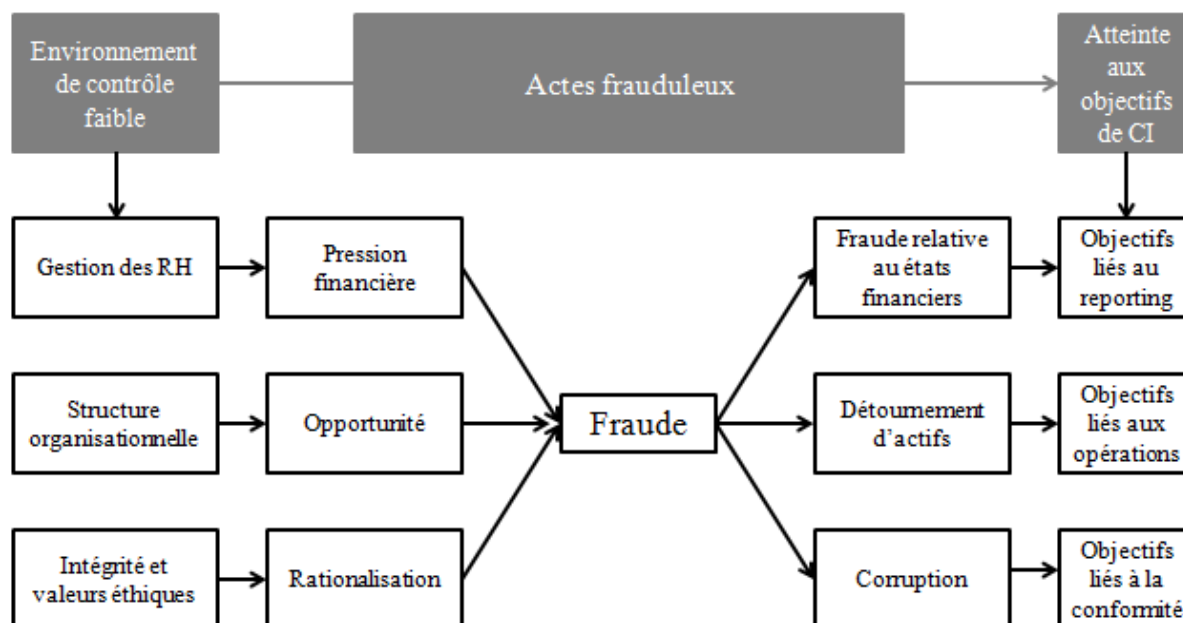 Environnement
de contrôle
faible
Actes frauduleux
Atteinte
aux
objectifs
de CI
Gestion des RH
Pression
financière
Fraude relative
au états
financiers
Objectifs
liés au
reporting
Structure
organisationnelle
Opportunité
Fraude
Détournement
d’actifs
Objectifs
liés aux
opérations
Intégrité et
valeurs éthiques
Rationalisation
Corruption
Objectifs
liés à la
conformité